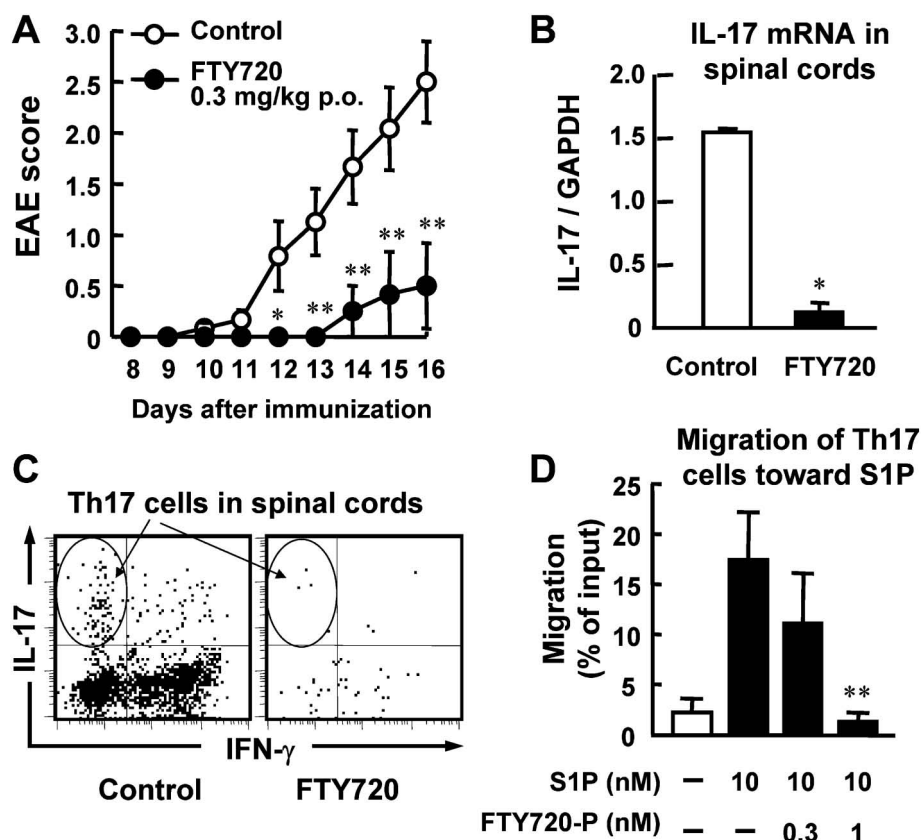 A
3.0
2.5
2.0
1.5
1.0
0.5
0
EAE score
Control
FTY720
0.3 mg/kg p.o.
* ** ** ** **
8 9 10 11 12 13 14 15 16
Days after immunization
B
IL-17 mRNA in
spinal cords
2.0
1.5
1.0
0.5
0
IL-17 / GAPDH
*
Control FTY720
C
Th17 cells in spinal cords
IL-17
IFN-γ
Control FTY720
D
Migration of Th17
cells toward S1P
25
20
15
10
5
0
Migration
(% of input)
**
S1P (nM) – 10 10 10
FTY720-P (nM) – – 0.3 1